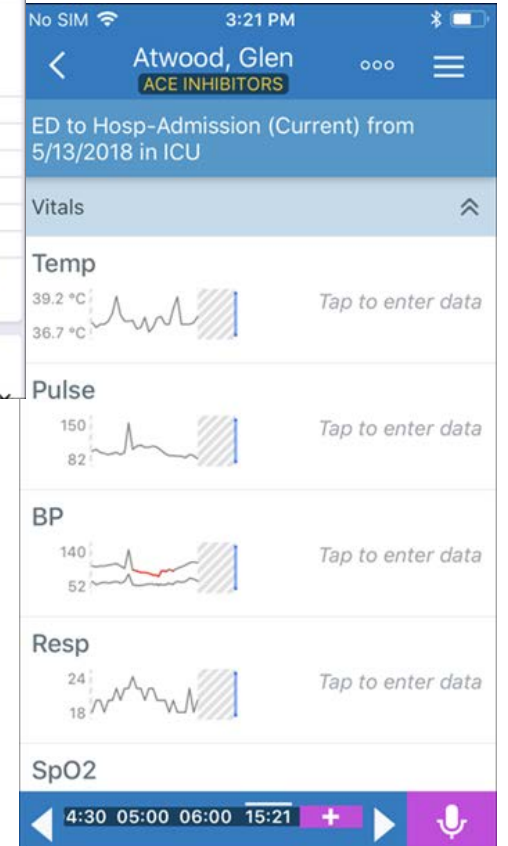 No SIM 3:21 PM
Atwood, Glen
ACE INHIBITORS
ED to Hosp-Admission (Current) from
5/13/2018 in ICU
Vitals
Temp
39.2 °C
36.7 °C
Tap to enter data
Pulse
150
82
Tap to enter data
BP
140
52
Tap to enter data
Resp
24
18
Tap to enter data
SpO2
4:30 05:00 06:00 15:21 +